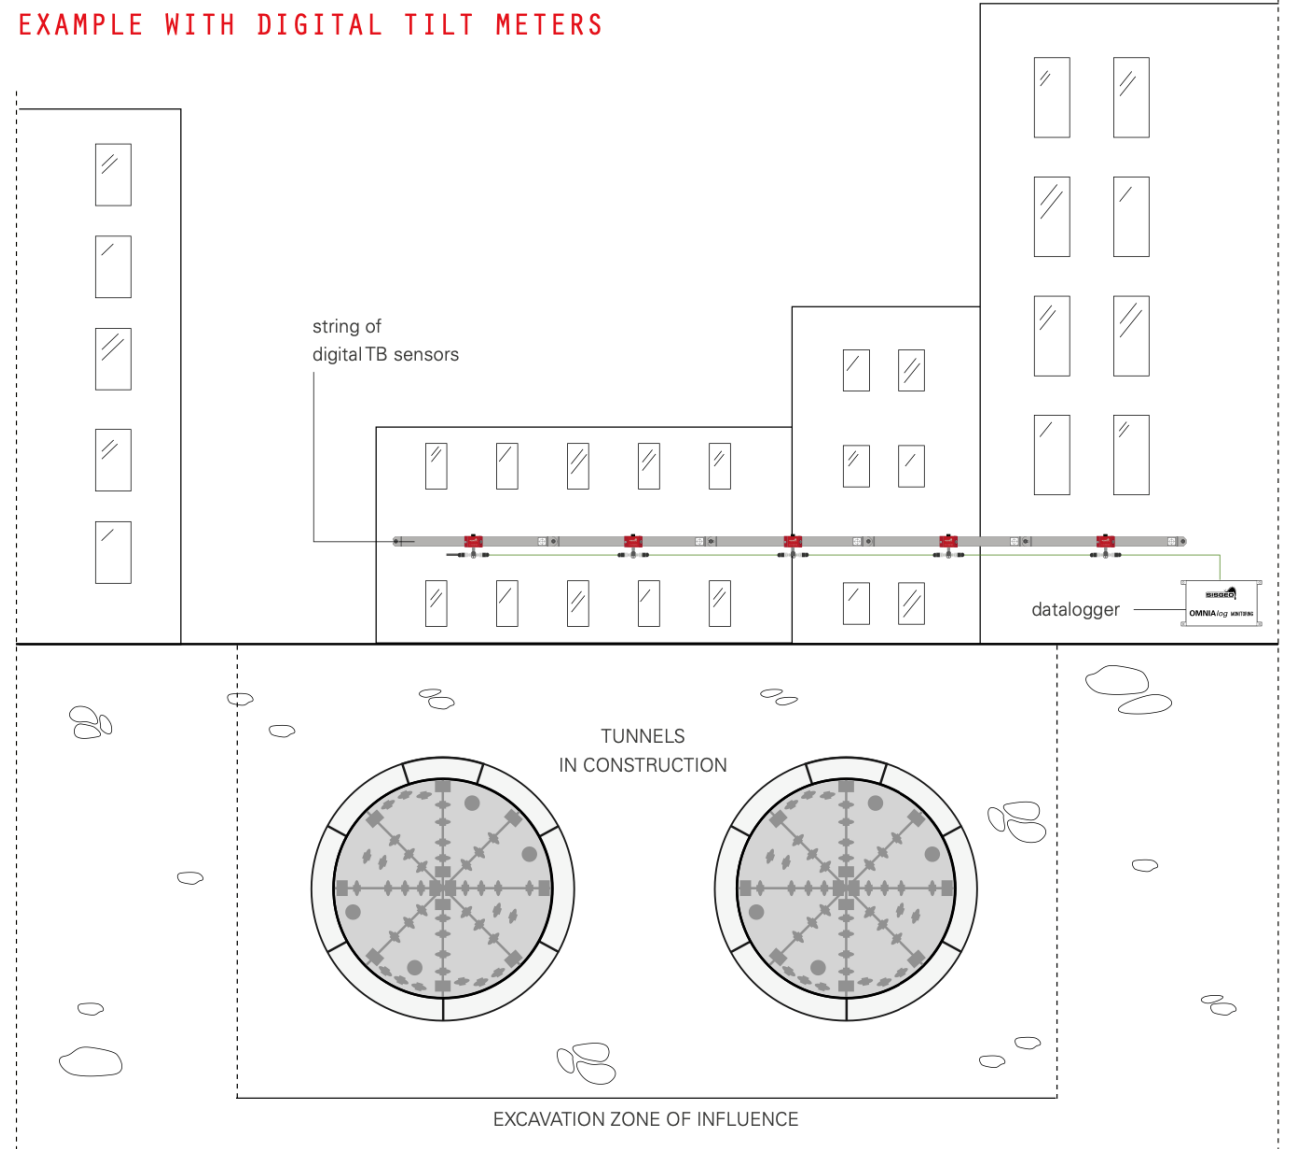 EXAMPLE WITH DIGITAL TILT METERS
string of
digital TB sensors
datalogger
SISGEO
OMNIAlog MONITORING
TUNNELS
IN CONSTRUCTION
EXCAVATION ZONE OF INFLUENCE